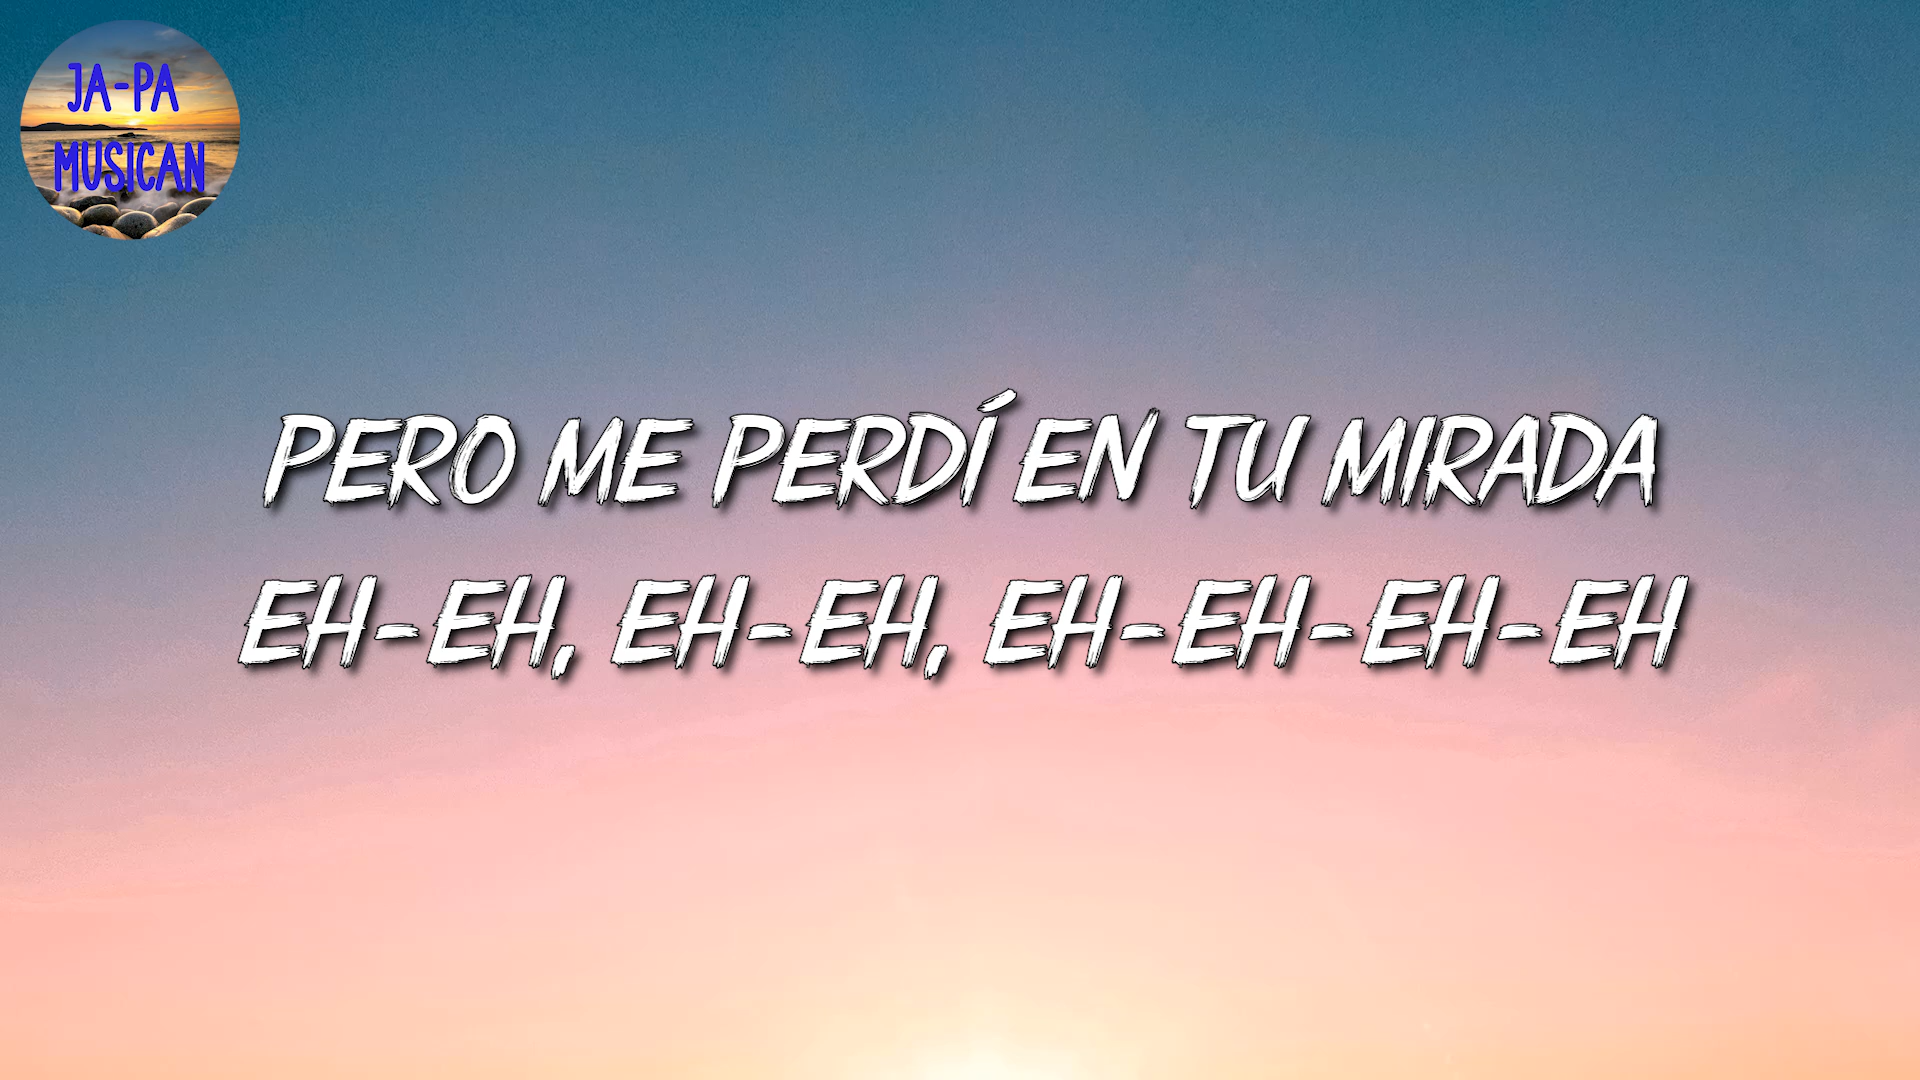 JA-PA
MUSICAN
PERO ME PERDÍ EN TU MIRADA
EH-EH, EH-EH, EH-EH-EH-EH